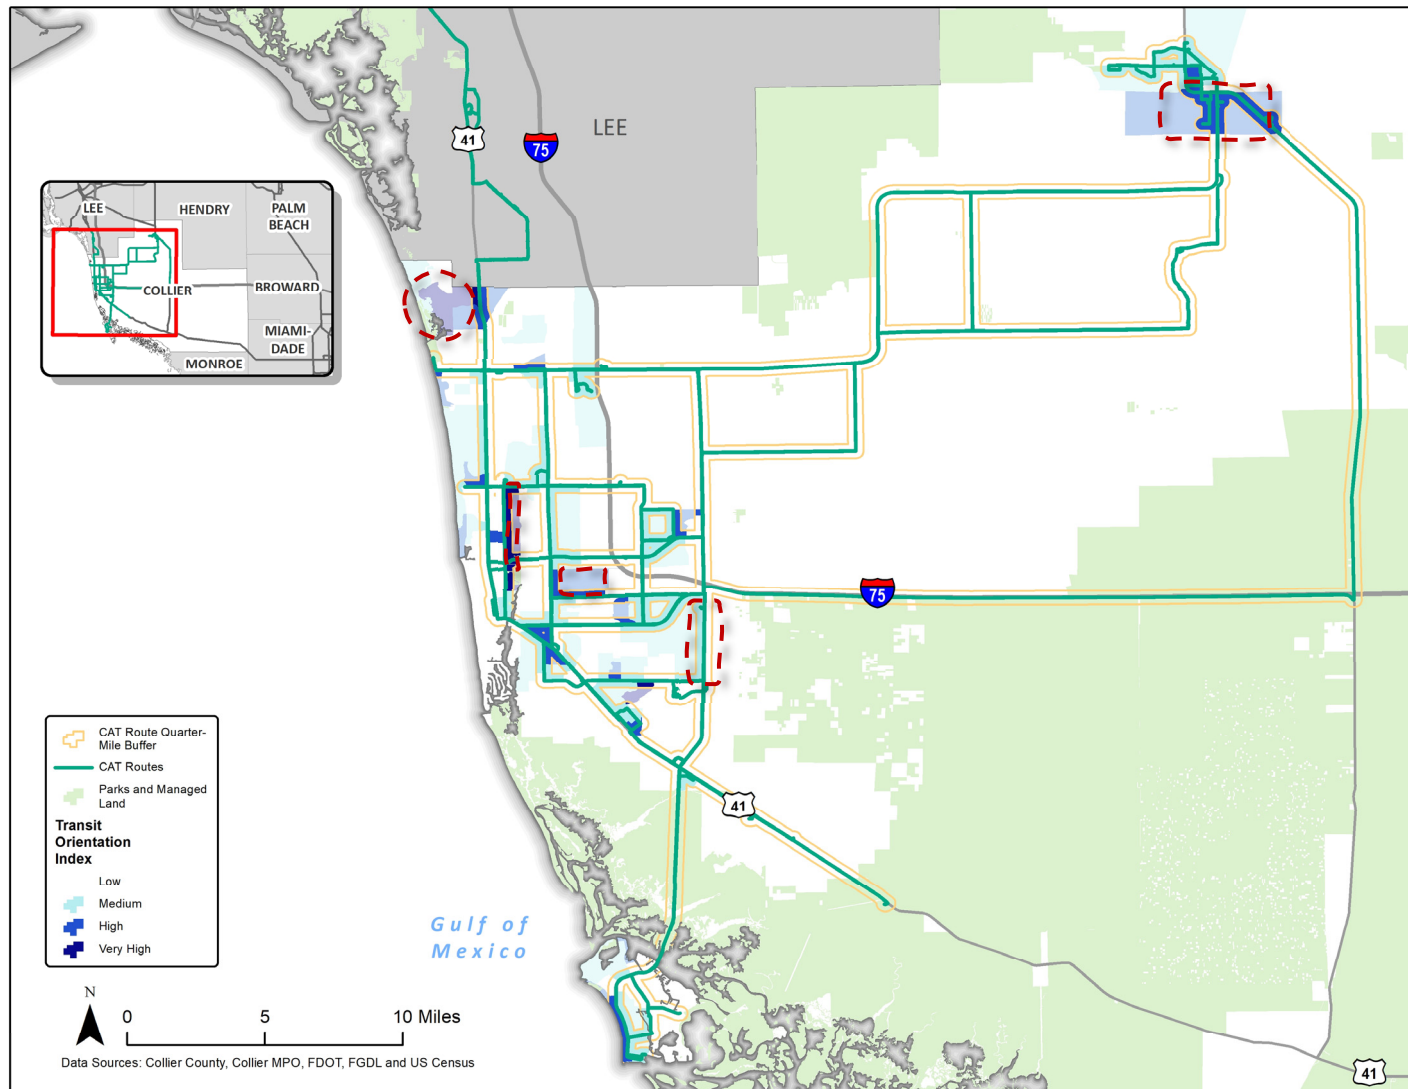 41
75
LEE
LEE
HENDRY
PALM
BEACH
COLLIER
BROWARD
MIAMI-
DADE
MONROE
75
41
CAT Route Quarter-
Mile Buffer
CAT Routes
Parks and Managed
Land
Transit
Orientation
Index
Low
Medium
High
Very High
Gulf of
Mexico
N
0 5 10 Miles
Data Sources: Collier County, Collier MPO, FDOT, FGDL and US Census
41